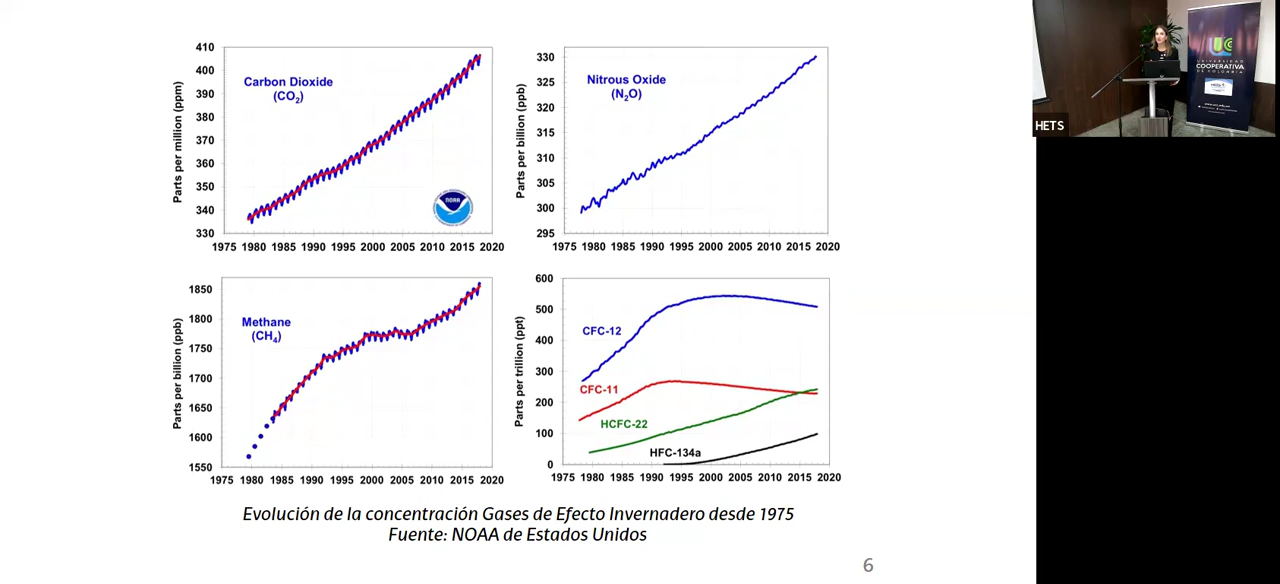 410
400
390
380
370
360
350
340
330
Parts per million (ppm)
Carbon Dioxide
(CO₂)
NOAA
1975 1980 1985 1990 1995 2000 2005 2010 2015 2020
330
325
320
315
310
305
300
295
Parts per billion (ppb)
Nitrous Oxide
(N₂O)
1975 1980 1985 1990 1995 2000 2005 2010 2015 2020
1850
1800
1750
1700
1650
1600
1550
Parts per billion (ppb)
Methane
(CH₄)
1975 1980 1985 1990 1995 2000 2005 2010 2015 2020
600
500
400
300
200
100
0
Parts per trillion (ppt)
CFC-12
CFC-11
HCFC-22
HFC-134a
1975 1980 1985 1990 1995 2000 2005 2010 2015 2020
Evolución de la concentración Gases de Efecto Invernadero desde 1975
Fuente: NOAA de Estados Unidos
6
UCC
UNIVERSIDAD
COOPERATIVA
DE COLOMBIA
HETS